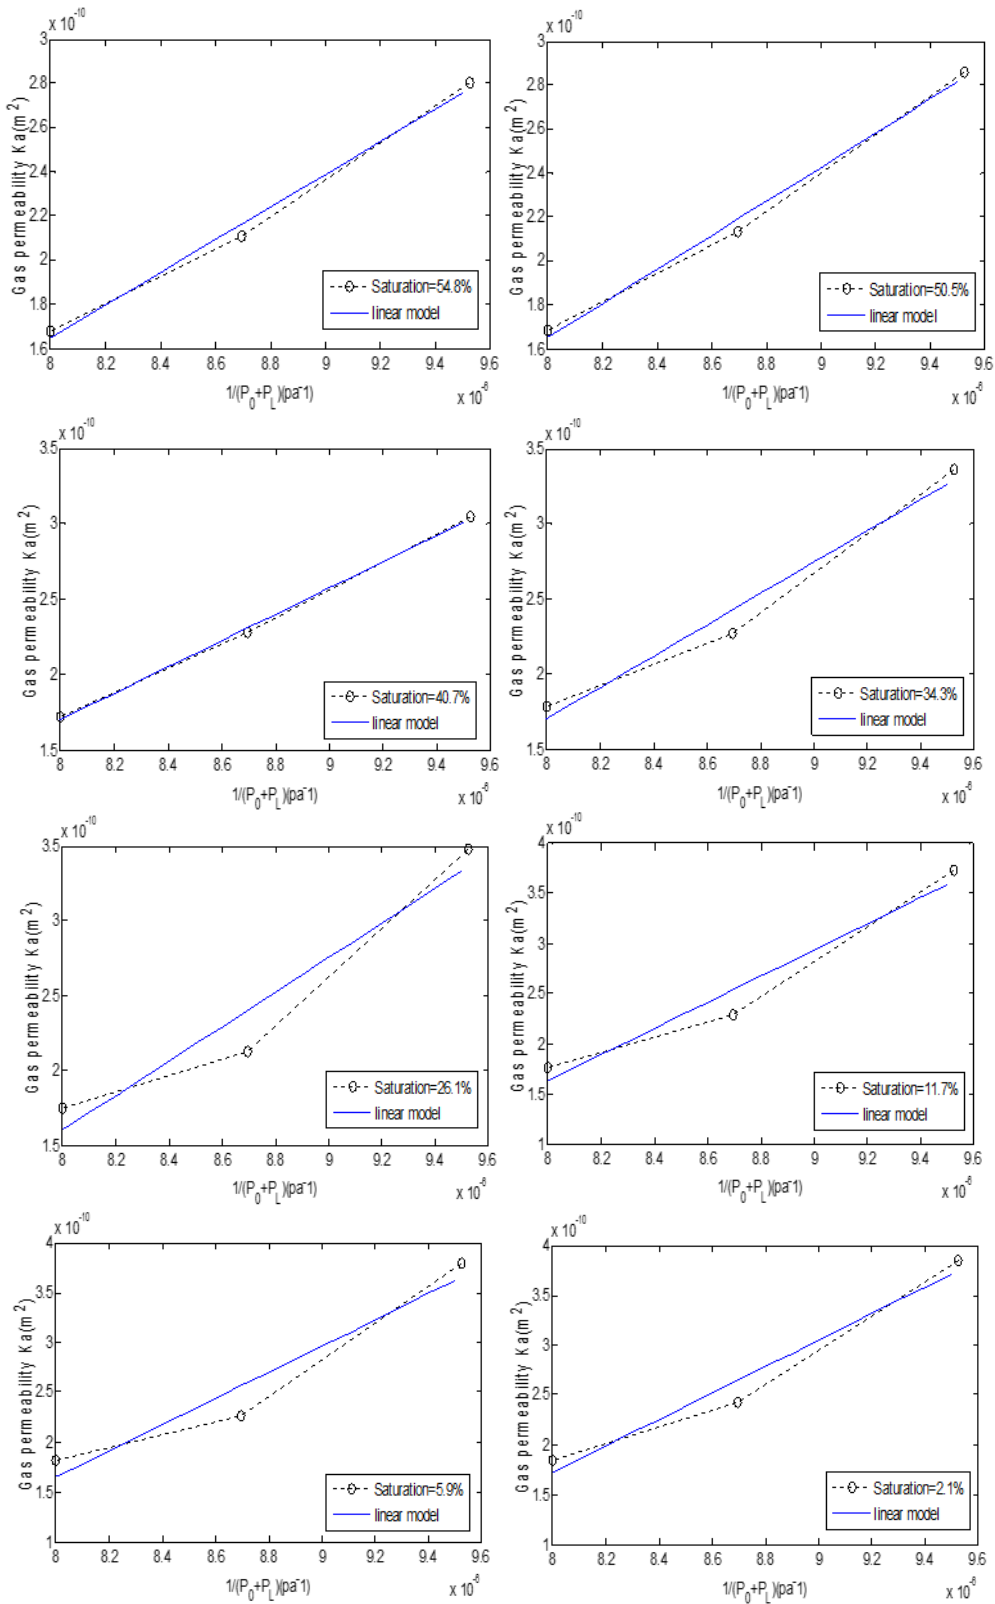 x 10-10
Gas permeability Ka(m2)
3
2.8
2.6
2.4
2.2
2
1.8
1.6
Saturation=54.8%
linear model
8 8.2 8.4 8.6 8.8 9 9.2 9.4 9.6
1/(P0+PL)(pa-1)
x 10-6
x 10-10
Gas permeability Ka(m2)
3
2.8
2.6
2.4
2.2
2
1.8
1.6
Saturation=50.5%
linear model
8 8.2 8.4 8.6 8.8 9 9.2 9.4 9.6
1/(P0+PL)(pa-1)
x 10-6
x 10-10
Gas permeability Ka(m2)
3.5
3
2.5
2
1.5
Saturation=40.7%
linear model
8 8.2 8.4 8.6 8.8 9 9.2 9.4 9.6
1/(P0+PL)(pa-1)
x 10-6
x 10-10
Gas permeability Ka(m2)
3.5
3
2.5
2
1.5
Saturation=34.3%
linear model
8 8.2 8.4 8.6 8.8 9 9.2 9.4 9.6
1/(P0+PL)(pa-1)
x 10-6
x 10-10
Gas permeability Ka(m2)
3.5
3
2.5
2
1.5
Saturation=26.1%
linear model
8 8.2 8.4 8.6 8.8 9 9.2 9.4 9.6
1/(P0+PL)(pa-1)
x 10-6
x 10-10
Gas permeability Ka(m2)
4
3.5
3
2.5
2
1.5
1
Saturation=11.7%
linear model
8 8.2 8.4 8.6 8.8 9 9.2 9.4 9.6
1/(P0+PL)(pa-1)
x 10-6
x 10-10
Gas permeability Ka(m2)
4
3.5
3
2.5
2
1.5
1
Saturation=5.9%
linear model
8 8.2 8.4 8.6 8.8 9 9.2 9.4 9.6
1/(P0+PL)(pa-1)
x 10-6
x 10-10
Gas permeability Ka(m2)
4
3.5
3
2.5
2
1.5
1
Saturation=2.1%
linear model
8 8.2 8.4 8.6 8.8 9 9.2 9.4 9.6
1/(P0+PL)(pa-1)
x 10-6